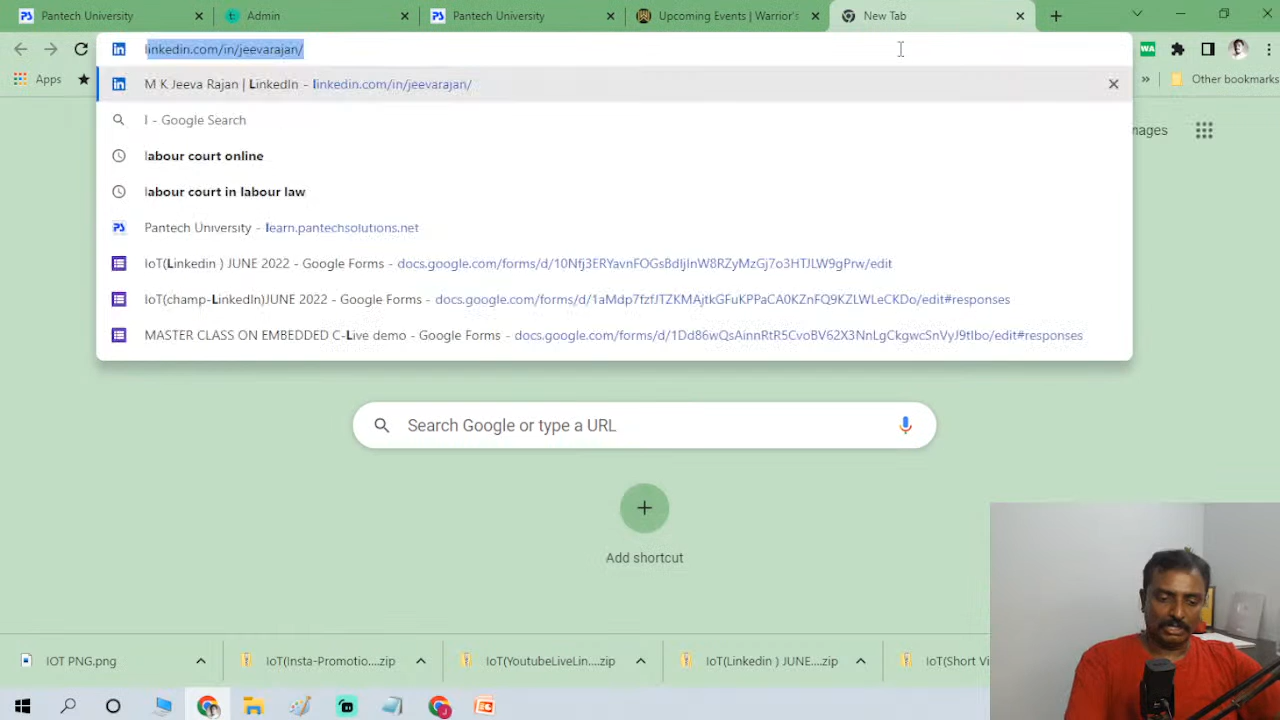 Pantech University
Admin
Pantech University
Upcoming Events | Warrior's
New Tab
linkedin.com/in/jeevarajan/
WA
Apps
Other bookmarks
M K Jeeva Rajan | LinkedIn - linkedin.com/in/jeevarajan/
l - Google Search
mages
labour court online
labour court in labour law
PS Pantech University - learn.pantechsolutions.net
IoT(Linkedin ) JUNE 2022 - Google Forms - docs.google.com/forms/d/10Nfj3ERYavnFOGsBdIjInW8RZyMzGj7o3HTJLW9gPrw/edit
IoT(champ-LinkedIn)JUNE 2022 - Google Forms - docs.google.com/forms/d/1aMdp7fzfJTZKMAjtkGFuKPPaCA0KZnFQ9KZLWLeCKDo/edit#responses
MASTER CLASS ON EMBEDDED C-Live demo - Google Forms - docs.google.com/forms/d/1Dd86wQsAinnRtR5CvoBV62X3NnLgCkgwcSnVyJ9tIbo/edit#responses
Search Google or type a URL
Add shortcut
IOT PNG.png
IoT(Insta-Promotio....zip
IoT(YoutubeLiveLin....zip
IoT(Linkedin ) JUNE....zip
IoT(Short Vi